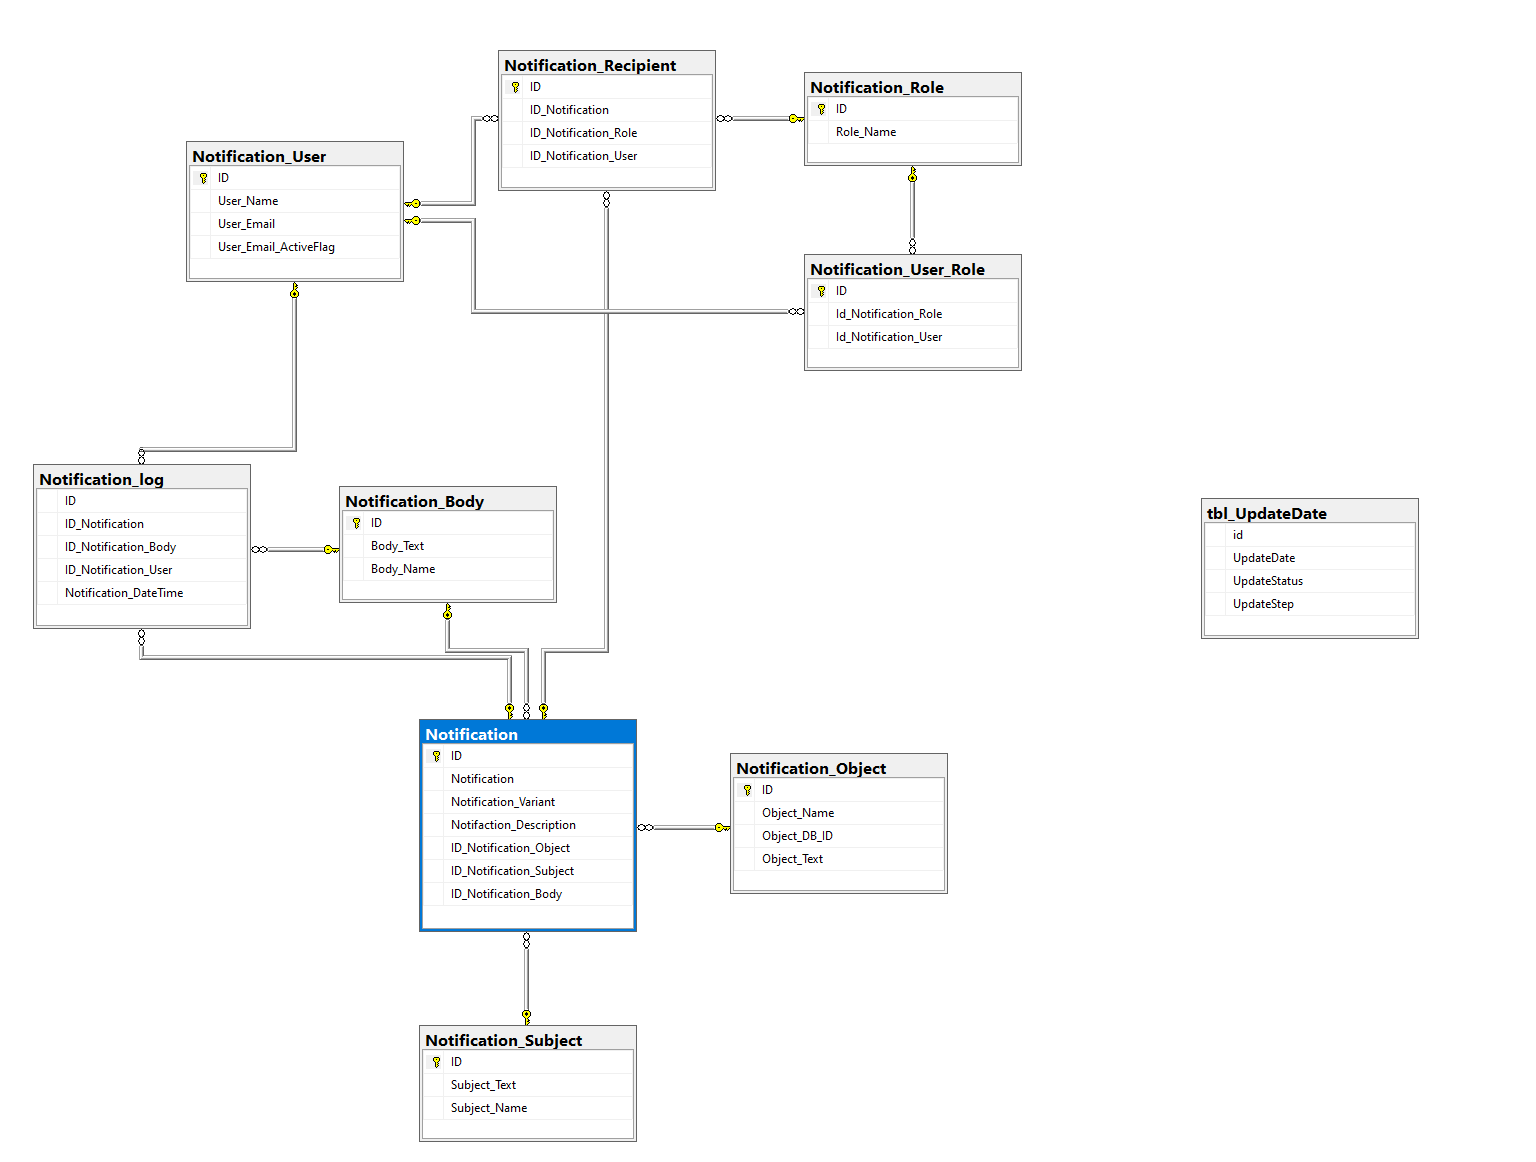 Notification_Recipient
ID
ID_Notification
ID_Notification_Role
ID_Notification_User
Notification_Role
ID
Role_Name
Notification_User
ID
User_Name
User_Email
User_Email_ActiveFlag
Notification_User_Role
ID
Id_Notification_Role
Id_Notification_User
Notification_log
ID
ID_Notification
ID_Notification_Body
ID_Notification_User
Notification_DateTime
Notification_Body
ID
Body_Text
Body_Name
tbl_UpdateDate
id
UpdateDate
UpdateStatus
UpdateStep
Notification
ID
Notification
Notification_Variant
Notifaction_Description
ID_Notification_Object
ID_Notification_Subject
ID_Notification_Body
Notification_Object
ID
Object_Name
Object_DB_ID
Object_Text
Notification_Subject
ID
Subject_Text
Subject_Name